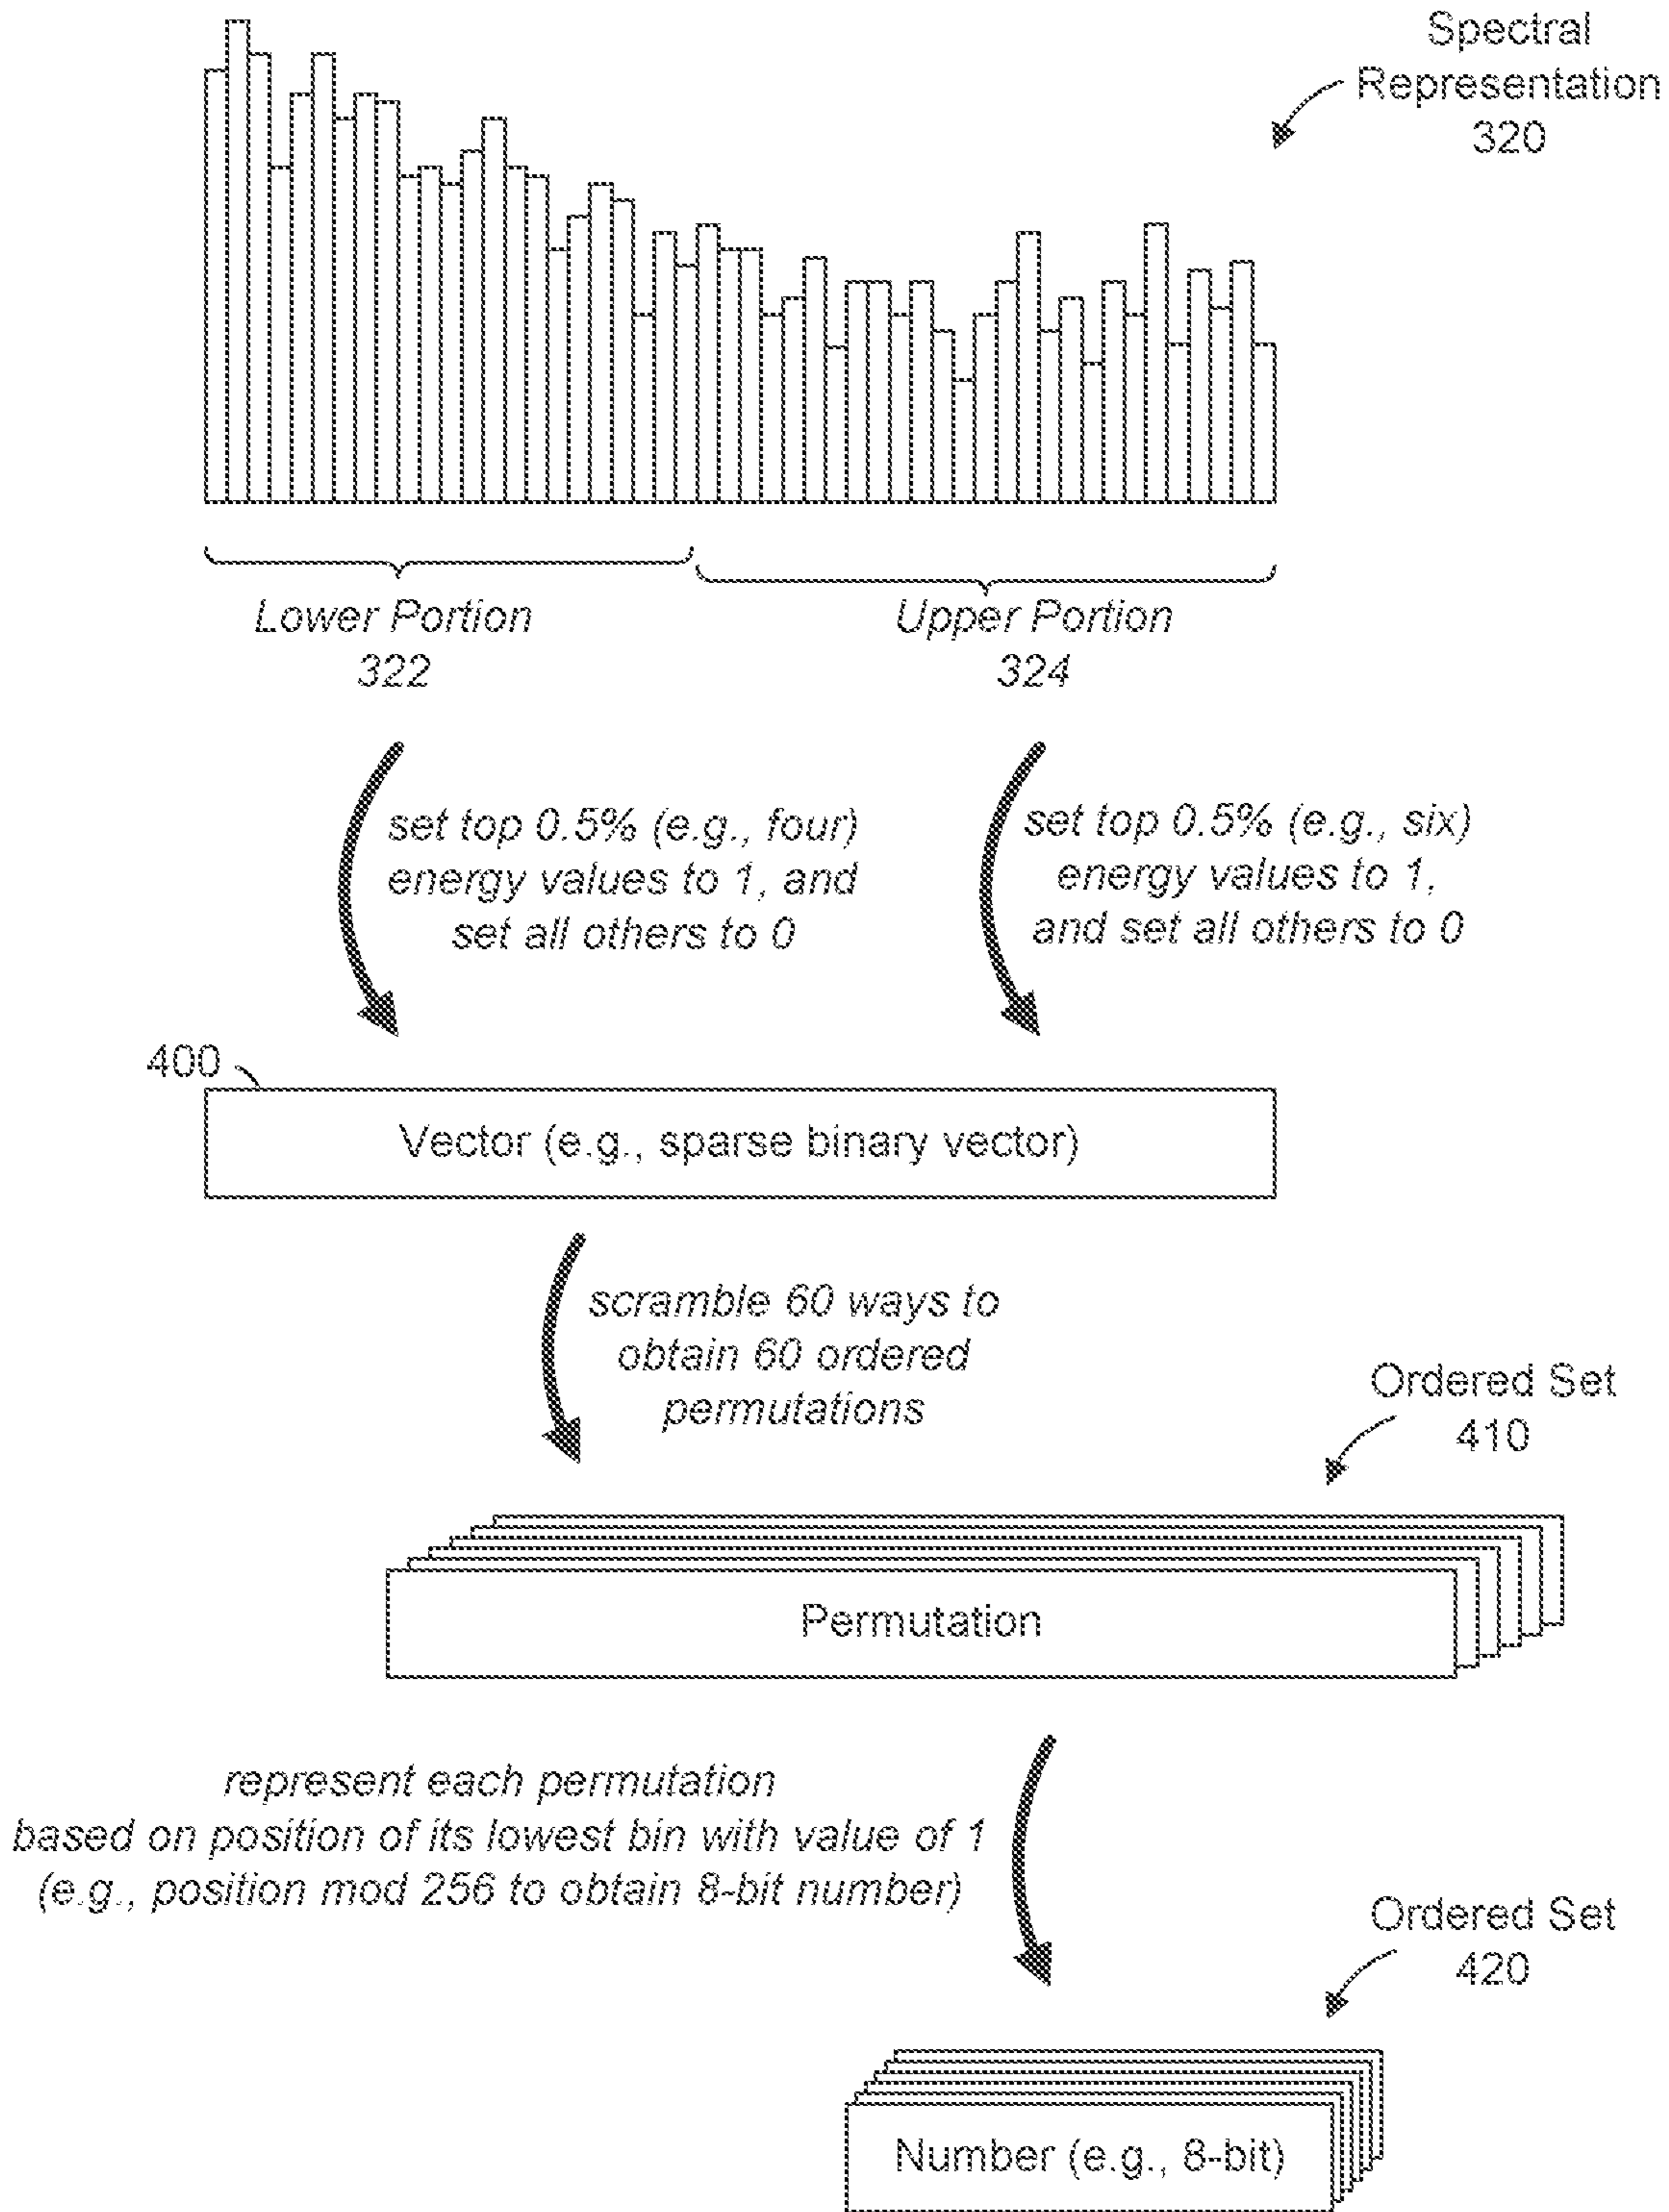 Spectral
Representation
320
Lower Portion
322
Upper Portion
324
set top 0.5% (e.g., four)
energy values to 1, and
set all others to 0
set top 0.5% (e.g., six)
energy values to 1,
and set all others to 0
400
Vector (e.g., sparse binary vector)
scramble 60 ways to
obtain 60 ordered
permutations
Ordered Set
410
Permutation
represent each permutation
based on position of its lowest bin with value of 1
(e.g., position mod 256 to obtain 8-bit number)
Ordered Set
420
Number (e.g., 8-bit)